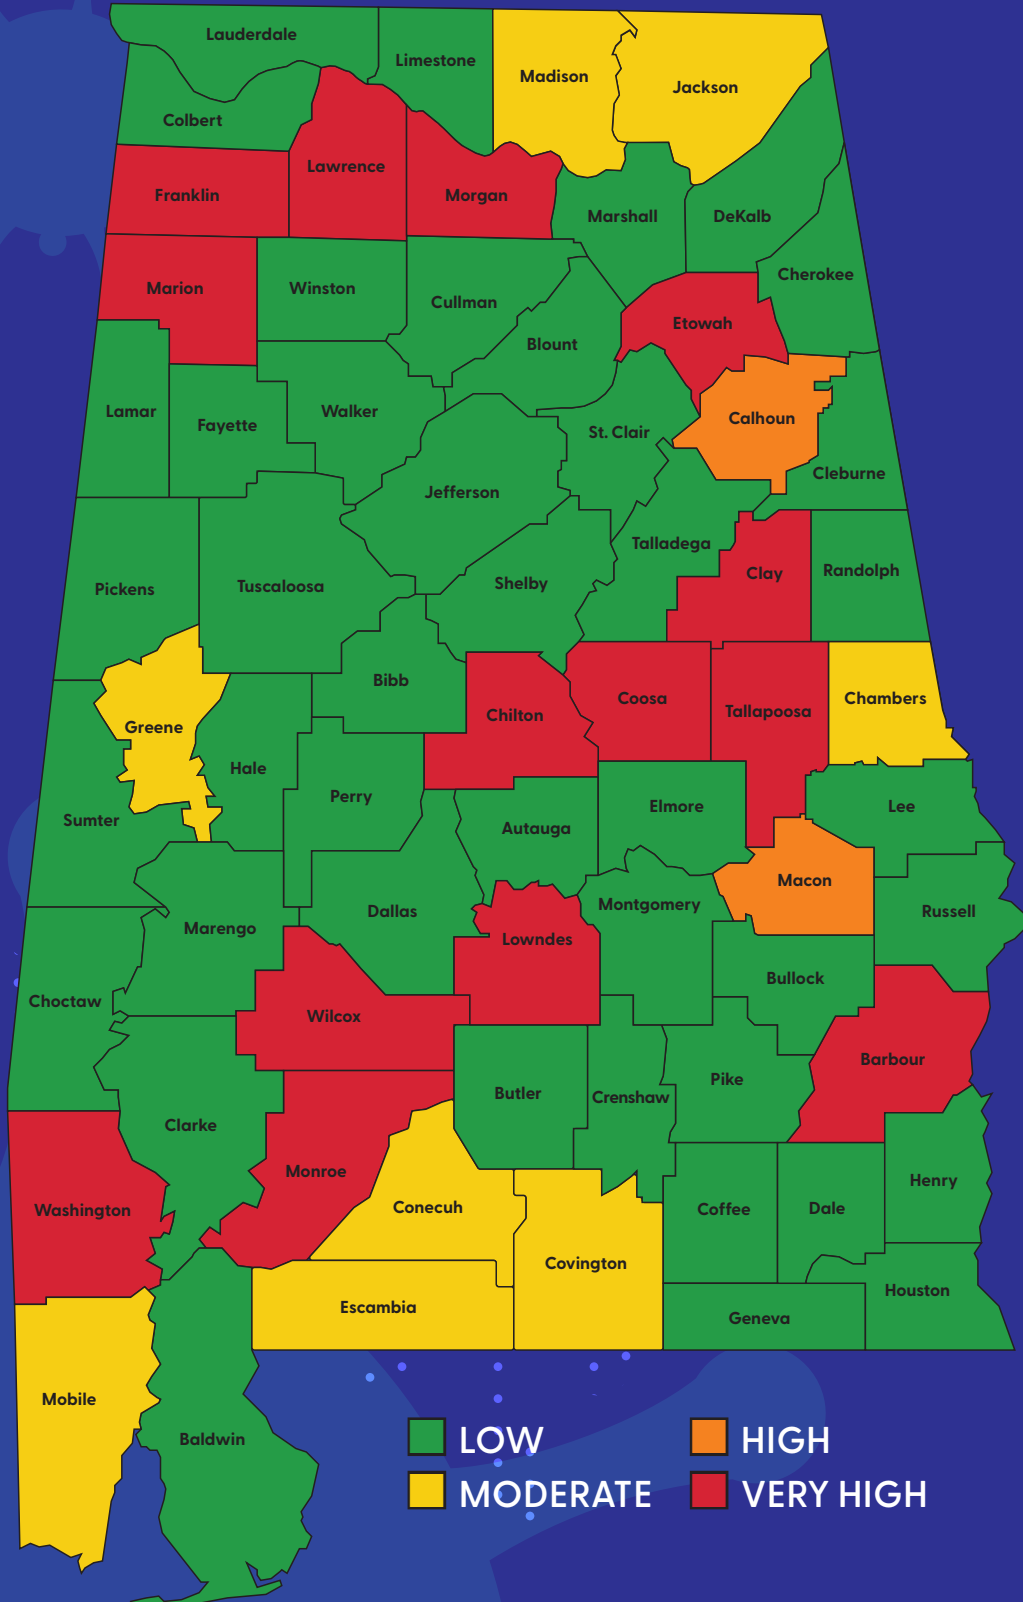 Lauderdale
Limestone
Madison
Jackson
Colbert
Lawrence
Franklin
Morgan
Marshall
DeKalb
Cherokee
Marion
Winston
Cullman
Etowah
Blount
Lamar
Fayette
Walker
St. Clair
Calhoun
Cleburne
Jefferson
Talladega
Clay
Randolph
Pickens
Tuscaloosa
Shelby
Bibb
Coosa
Tallapoosa
Chambers
Greene
Chilton
Hale
Perry
Elmore
Lee
Sumter
Autauga
Macon
Dallas
Montgomery
Russell
Marengo
Lowndes
Bullock
Choctaw
Wilcox
Barbour
Pike
Butler
Crenshaw
Clarke
Monroe
Henry
Washington
Conecuh
Coffee
Dale
Covington
Houston
Escambia
Geneva
Mobile
Baldwin
LOW
HIGH
MODERATE
VERY HIGH